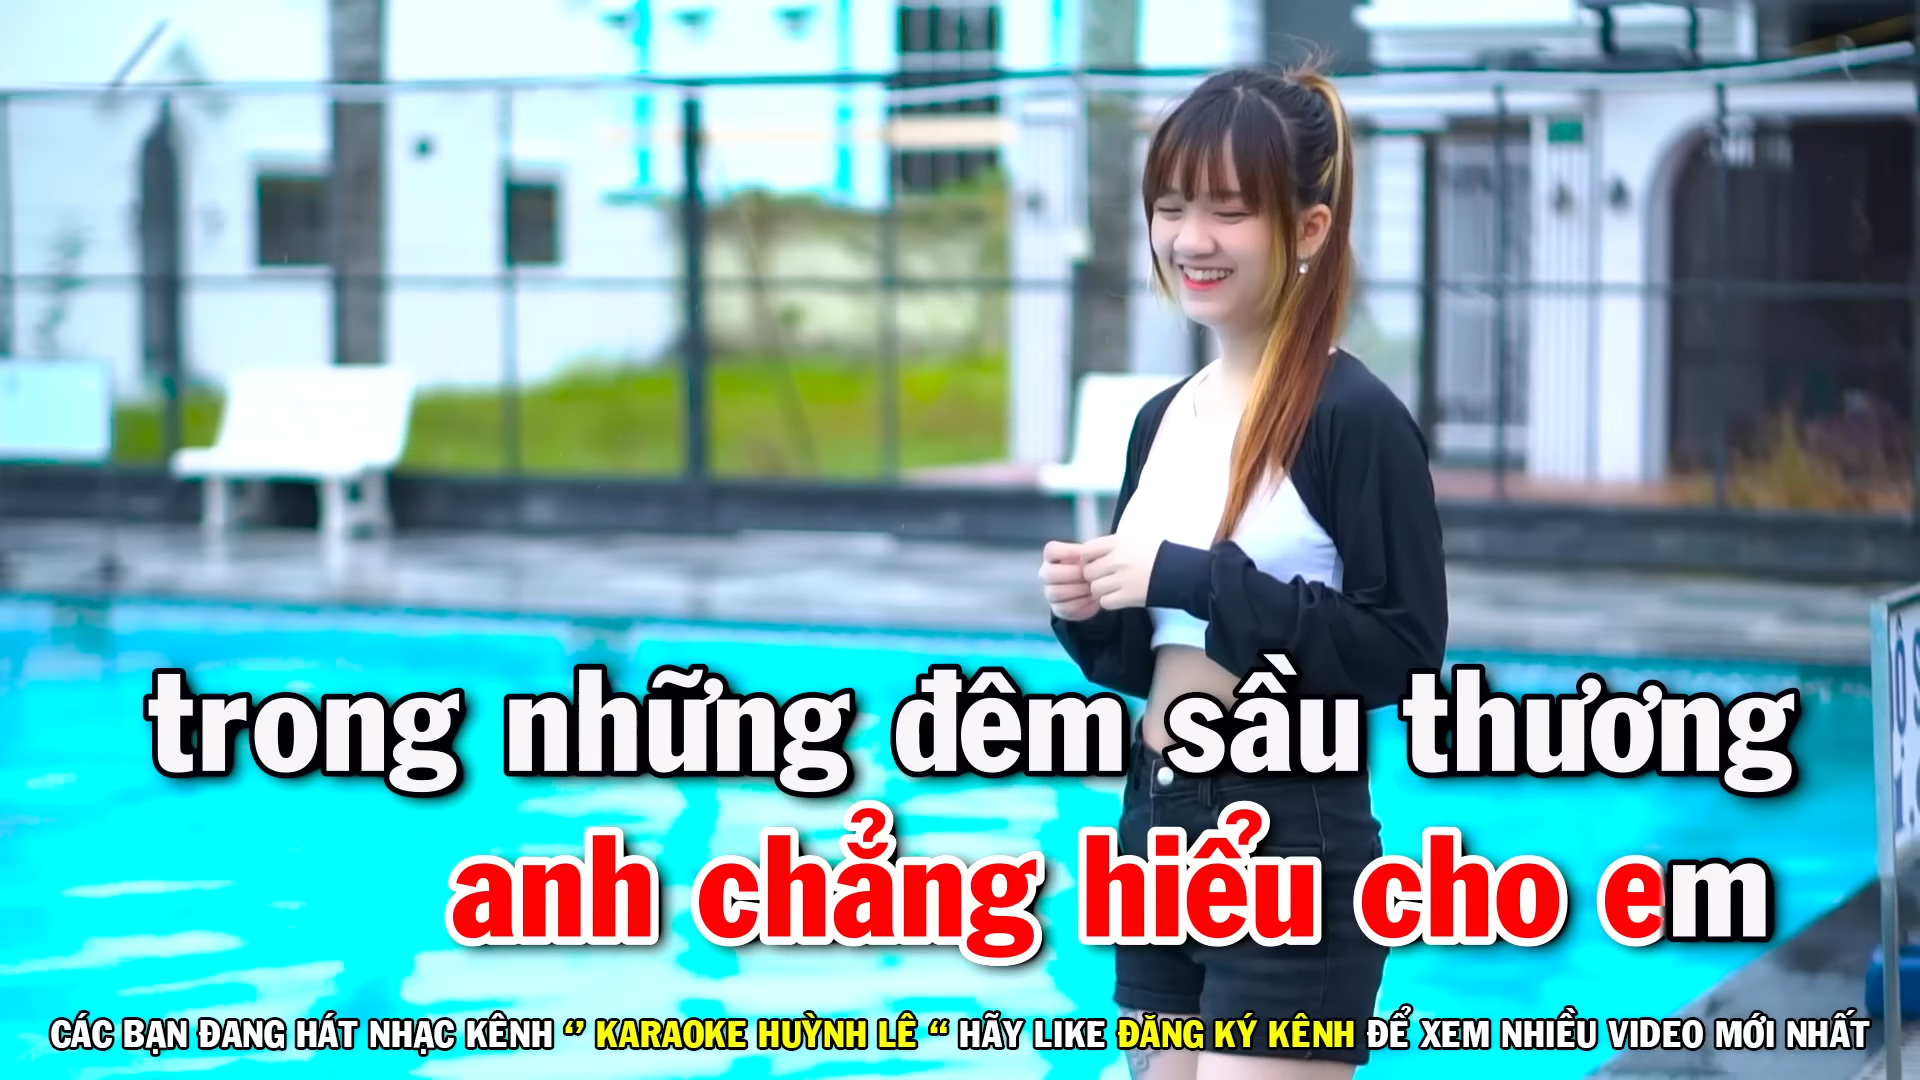 trong những đêm sầu thương
anh chẳng hiểu cho em
CÁC BẠN ĐANG HÁT NHẠC KÊNH ‘’ KARAOKE HUỲNH LÊ “ HÃY LIKE ĐĂNG KÝ KÊNH ĐỂ XEM NHIỀU VIDEO MỚI NHẤT